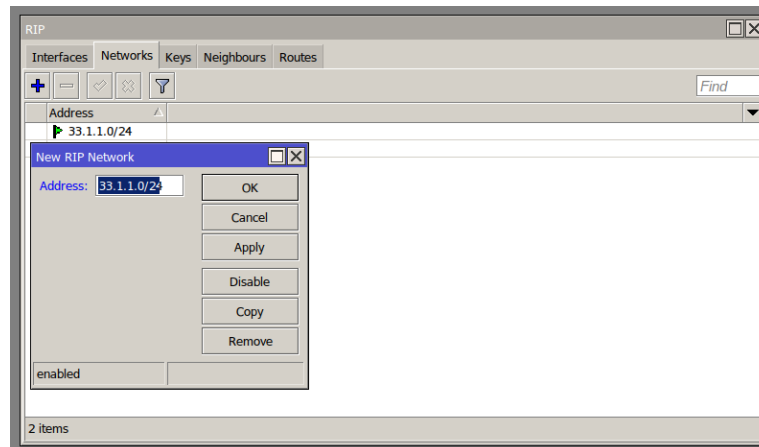 RIP
Interfaces Networks Keys Neighbours Routes
Find
Address
33.1.1.0/24
New RIP Network
Address: 33.1.1.0/24
OK
Cancel
Apply
Disable
Copy
Remove
enabled
2 items